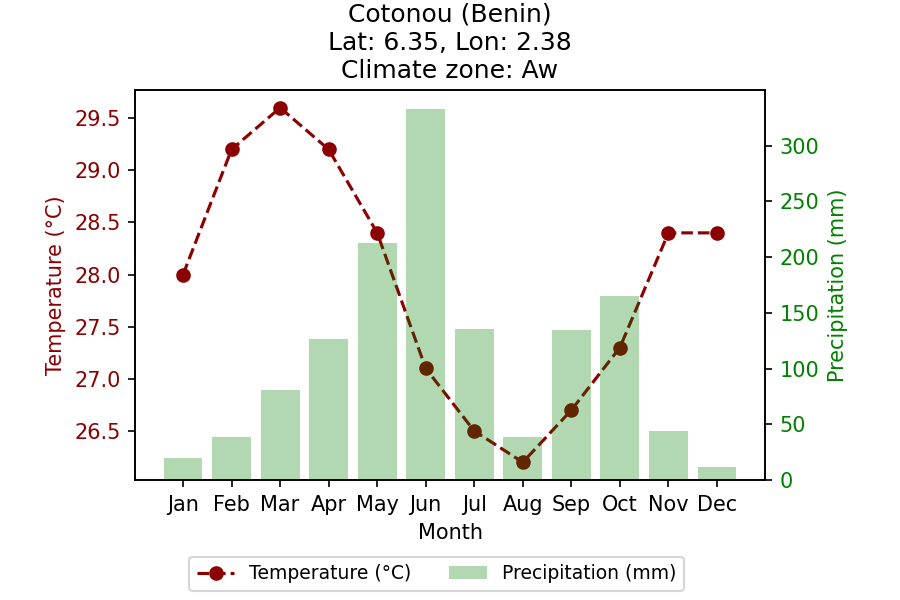 Cotonou (Benin)
Lat: 6.35, Lon: 2.38
Climate zone: Aw
Temperature (°C)
29.5
29.0
28.5
28.0
27.5
27.0
26.5
300
250
200
150
100
50
0
Precipitation (mm)
Jan Feb Mar Apr May Jun Jul Aug Sep Oct Nov Dec
Month
Temperature (°C) Precipitation (mm)